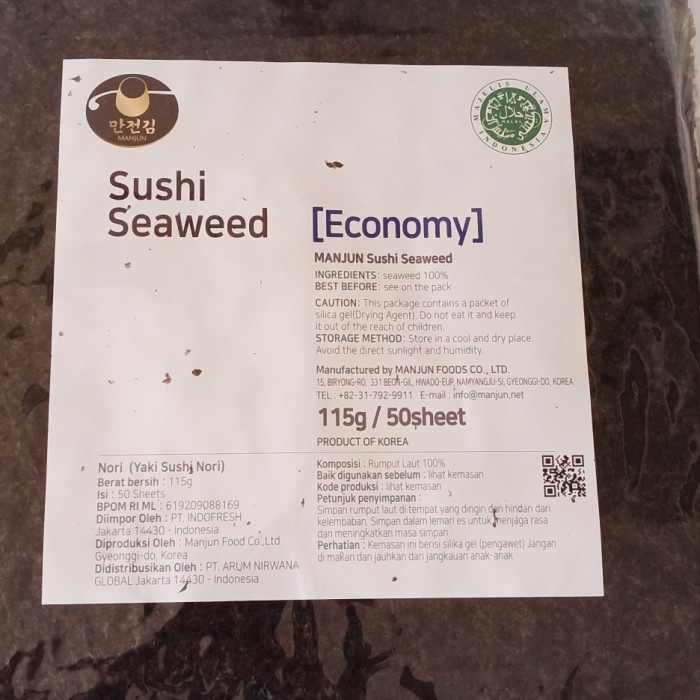 만전김
MANJUN
MAJELIS ULAMA INDONESIA
حلال
HALAL
Sushi
Seaweed
[Economy]
MANJUN Sushi Seaweed
INGREDIENTS: seaweed 100%
BEST BEFORE: see on the pack
CAUTION: This package contains a packet of
silica gel(Drying Agent). Do not eat it and keep
it out of the reach of children.
STORAGE METHOD: Store in a cool and dry place.
Avoid the direct sunlight and humidity.
Manufactured by MANJUN FOODS CO., LTD.
15, BIRYONG-RO, 331 BEON-GIL, HWADO-EUP, NAMYANGJU-SI, GYEONGGI-DO, KOREA
TEL : +82-31-792-9911 E-mail : info@manjun.net
115g / 50sheet
PRODUCT OF KOREA
Nori (Yaki Sushi Nori)
Berat bersih : 115g
Isi : 50 Sheets
BPOM RI ML : 619209088169
Diimpor Oleh : PT. INDOFRESH
Jakarta 14430 - Indonesia
Diproduksi Oleh : Manjun Food Co.,Ltd
Gyeonggi-do, Korea
Didistribusikan Oleh : PT. ARUM NIRWANA
GLOBAL Jakarta 14430 - Indonesia
Komposisi : Rumput Laut 100%
Baik digunakan sebelum : lihat kemasan
Kode produksi : lihat kemasan
Petunjuk penyimpanan :
Simpan rumput laut di tempat yang dingin dan hindari dari
kelembaban. Simpan dalam lemari es untuk menjaga rasa
dan meningkatkan masa simpan.
Perhatian : Kemasan ini berisi silika gel (pengawet) Jangan
di makan dan jauhkan dari jangkauan anak-anak